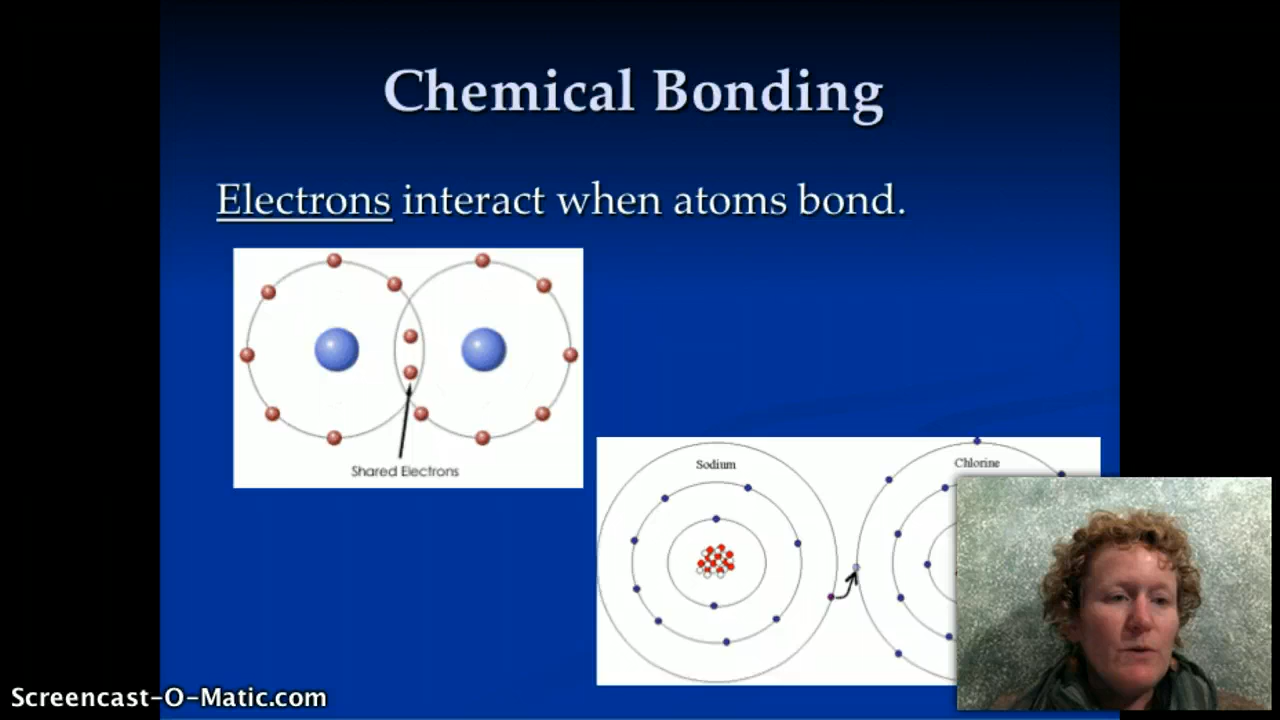 Chemical Bonding
Electrons interact when atoms bond.
Shared Electrons
Sodium
Chlorine
Screencast-O-Matic.com